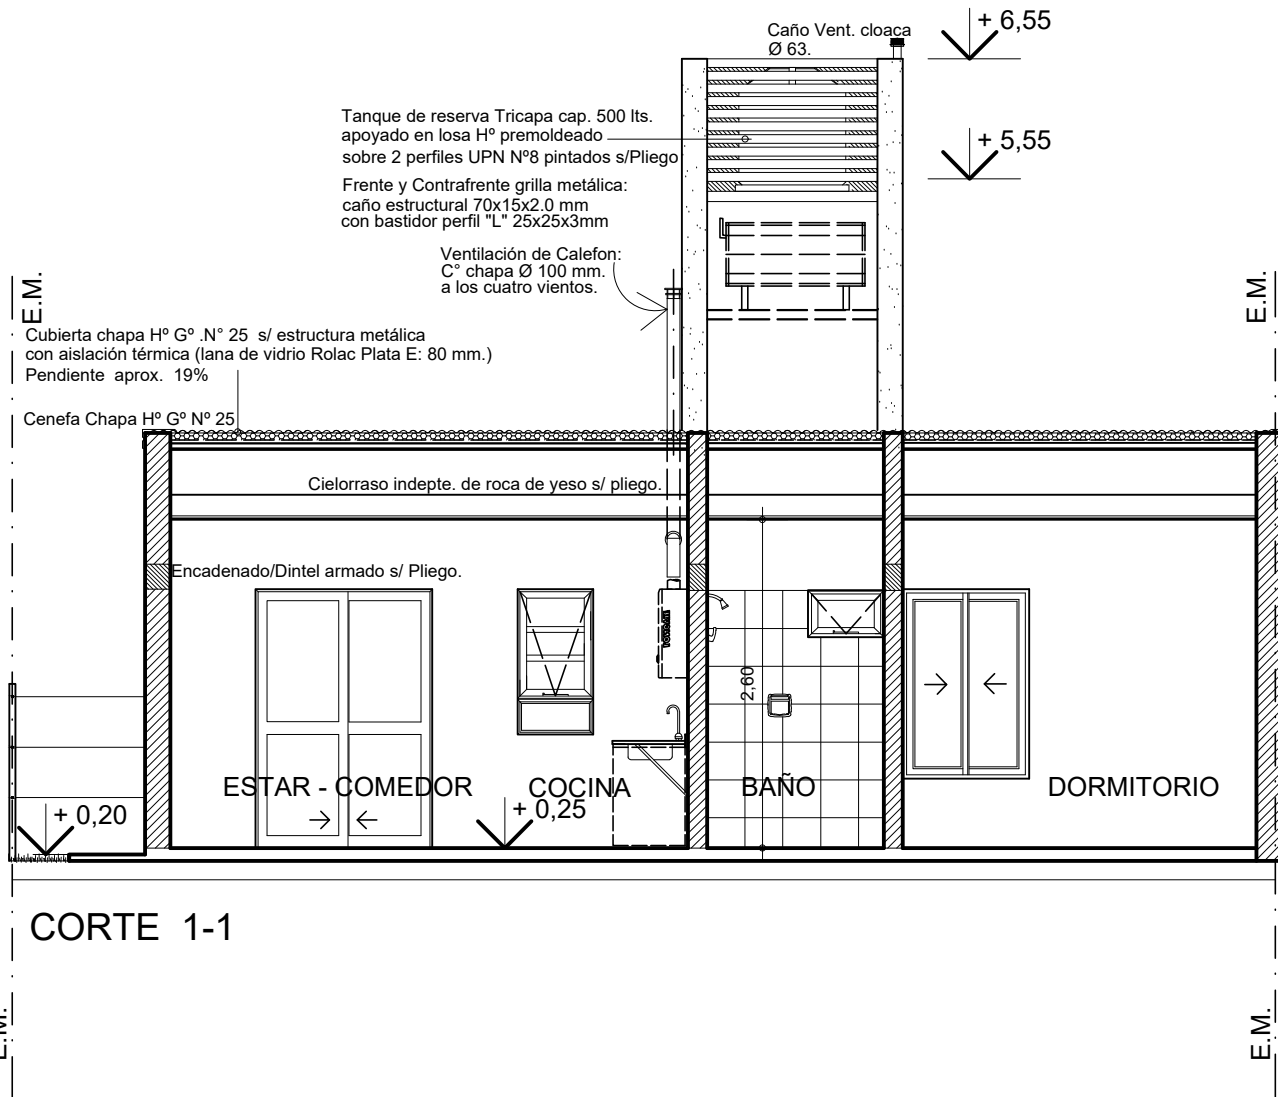 Caño Vent. cloaca
Ø 63.
+ 6,55
Tanque de reserva Tricapa cap. 500 lts.
apoyado en losa Hº premoldeado
sobre 2 perfiles UPN Nº8 pintados s/Pliego
+ 5,55
Frente y Contrafrente grilla metálica:
caño estructural 70x15x2.0 mm
con bastidor perfil "L" 25x25x3mm
Ventilación de Calefon:
C° chapa Ø 100 mm.
a los cuatro vientos.
E.M.
E.M.
Cubierta chapa Hº Gº .N° 25 s/ estructura metálica
con aislación térmica (lana de vidrio Rolac Plata E: 80 mm.)
Pendiente aprox. 19%
Cenefa Chapa Hº Gº Nº 25
Cielorraso indepte. de roca de yeso s/ pliego.
Encadenado/Dintel armado s/ Pliego.
2,60
ESTAR - COMEDOR
COCINA
BAÑO
DORMITORIO
+ 0,20
+ 0,25
CORTE 1-1
E.M.
E.M.